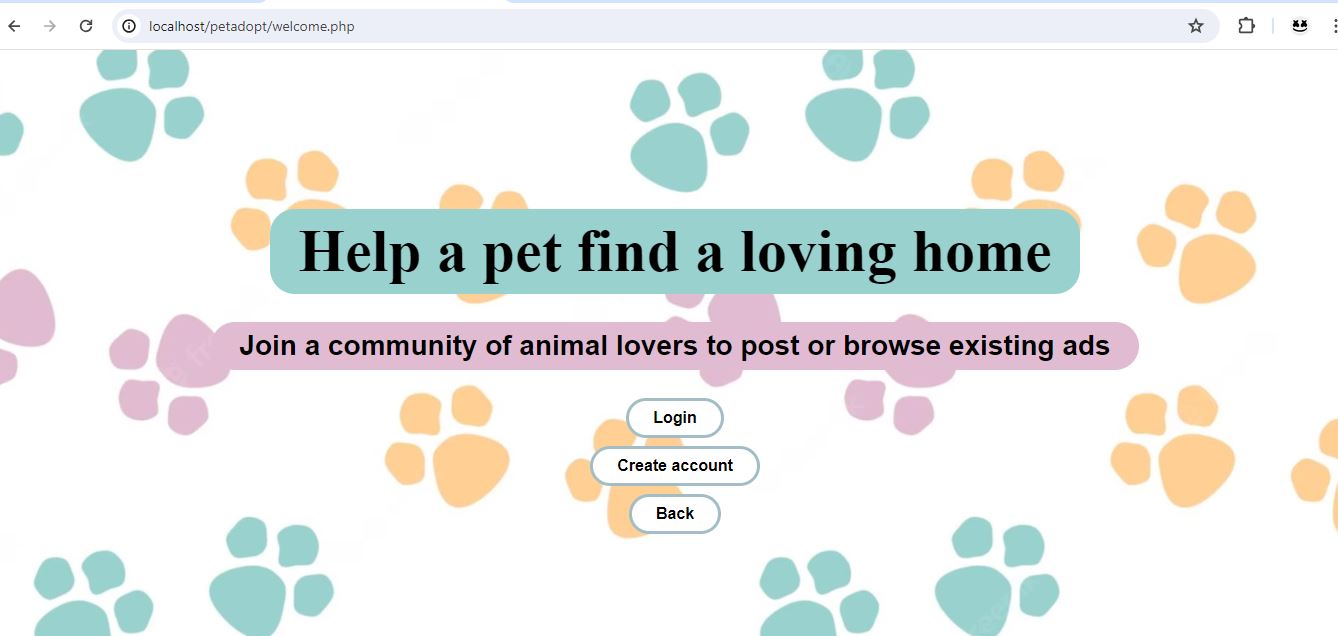 localhost/petadopt/welcome.php
Help a pet find a loving home
Join a community of animal lovers to post or browse existing ads
Login
Create account
Back